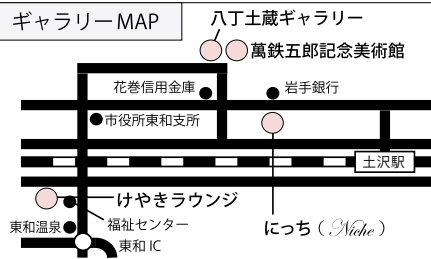 ギャラリーMAP
八丁土蔵ギャラリー
萬鉄五郎記念美術館
花巻信用金庫
岩手銀行
市役所東和支所
土沢駅
けやきラウンジ
福祉センター
東和温泉
東和IC
にっち（Niche）